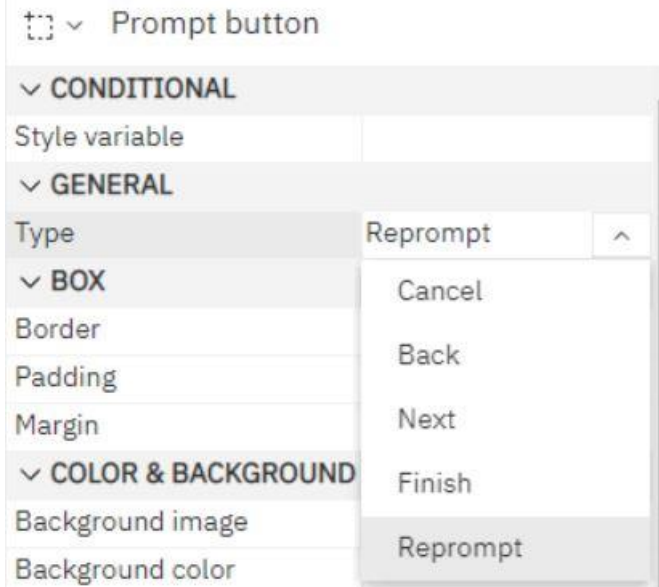 Prompt button
CONDITIONAL
Style variable
GENERAL
Type Reprompt
BOX
Cancel
Border
Back
Padding
Margin
Next
COLOR & BACKGROUND
Finish
Background image
Reprompt
Background color